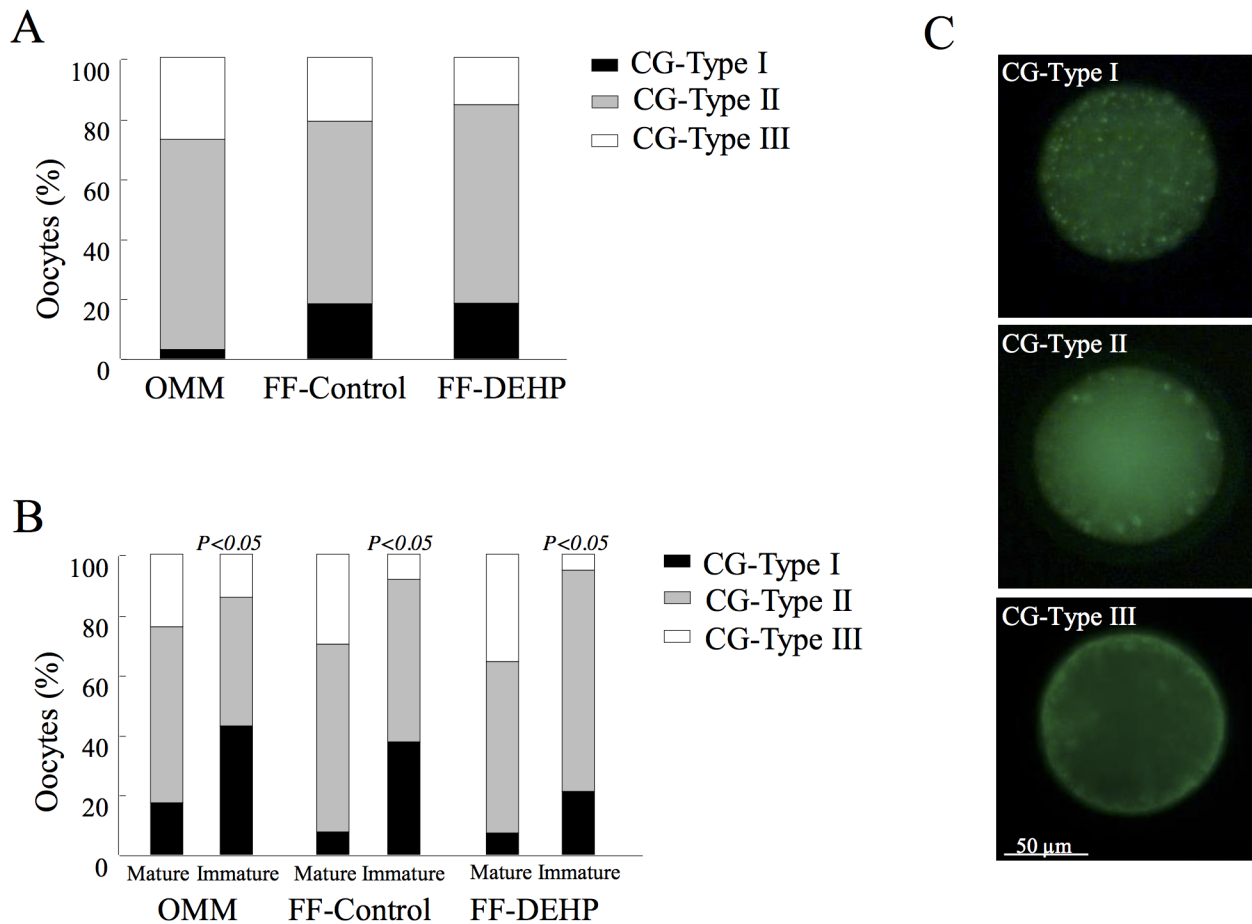 A
100
80
60
40
20
0
Oocytes (%)
OMM
FF-Control
FF-DEHP
CG-Type I
CG-Type II
CG-Type III
B
P<0.05
P<0.05
P<0.05
100
80
60
40
20
0
Oocytes (%)
Mature Immature
Mature Immature
Mature Immature
OMM
FF-Control
FF-DEHP
CG-Type I
CG-Type II
CG-Type III
C
CG-Type I
CG-Type II
CG-Type III
50 µm